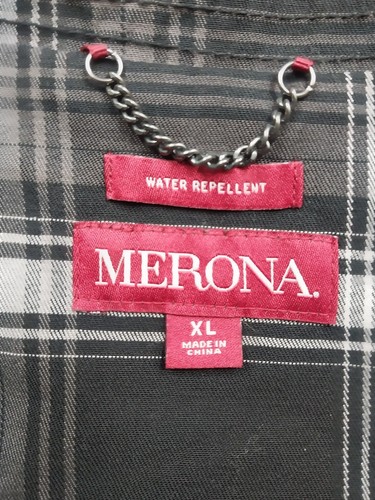 WATER REPELLENT
MERONA.
XL
MADE IN
CHINA